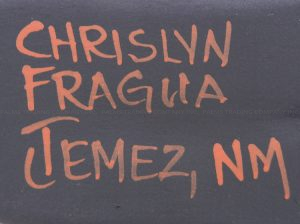 CHRISLYN
FRAGUA
JEMEZ, NM